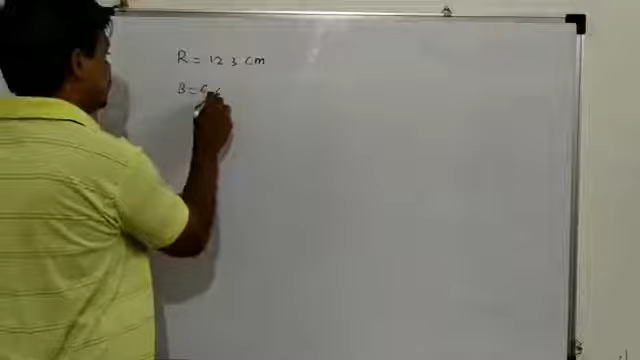 R = 12 3 cm
B =